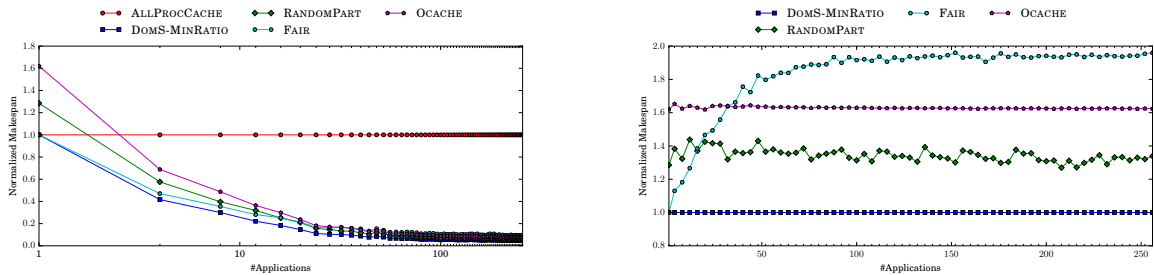 ALLPROCCACHE RANDOMPART OCACHE
DOMS-MINRATIO FAIR
1.8
1.6
1.4
1.2
1.0
0.8
0.6
0.4
0.2
0.0
Normalized Makespan
1 10 100
#Applications
DOMS-MINRATIO FAIR OCACHE
RANDOMPART
2.0
1.8
1.6
1.4
1.2
1.0
0.8
Normalized Makespan
50 100 150 200 250
#Applications